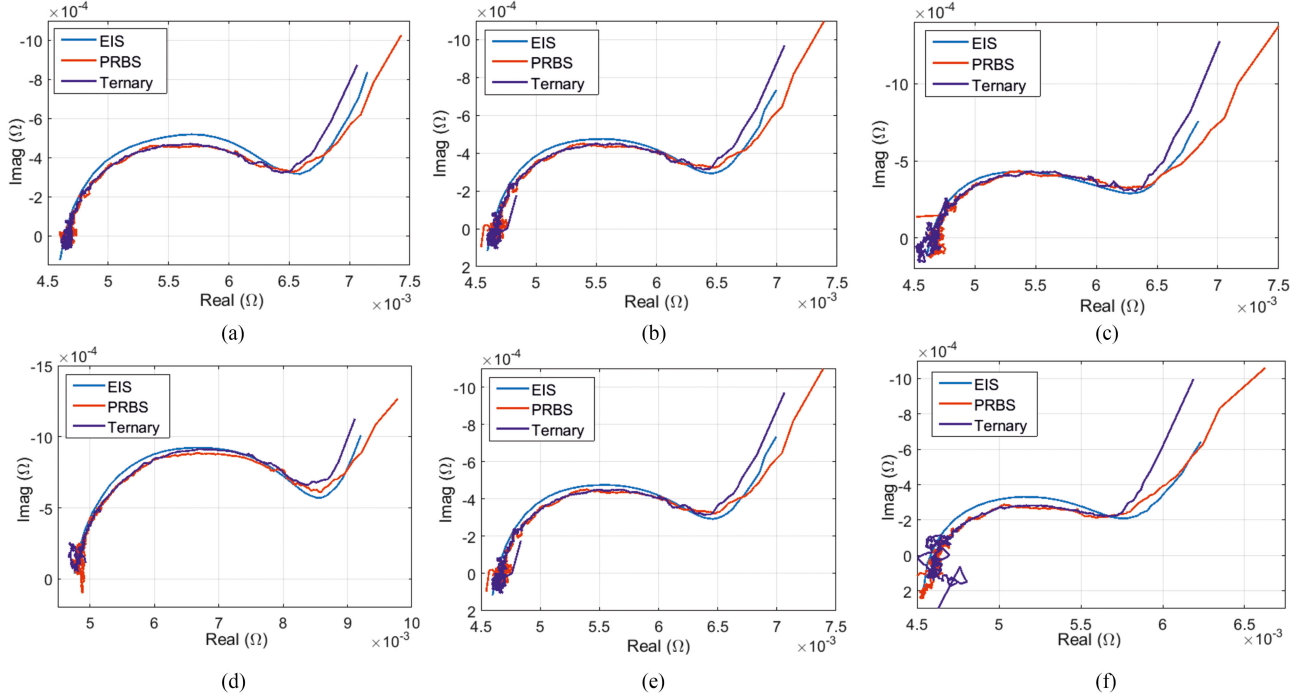 ×10⁻⁴
-10
-8
-6
-4
-2
0
Imag (Ω)
EIS
PRBS
Ternary
4.5 5 5.5 6 6.5 7 7.5
Real (Ω)
×10⁻³
(a)
×10⁻⁴
-10
-8
-6
-4
-2
0
2
Imag (Ω)
EIS
PRBS
Ternary
4.5 5 5.5 6 6.5 7 7.5
Real (Ω)
×10⁻³
(b)
×10⁻⁴
-10
-5
0
Imag (Ω)
EIS
PRBS
Ternary
4.5 5 5.5 6 6.5 7 7.5
Real (Ω)
×10⁻³
(c)
×10⁻⁴
-15
-10
-5
0
Imag (Ω)
EIS
PRBS
Ternary
5 6 7 8 9 10
Real (Ω)
×10⁻³
(d)
×10⁻⁴
-10
-8
-6
-4
-2
0
2
Imag (Ω)
EIS
PRBS
Ternary
4.5 5 5.5 6 6.5 7 7.5
Real (Ω)
×10⁻³
(e)
×10⁻⁴
-10
-8
-6
-4
-2
0
2
Imag (Ω)
EIS
PRBS
Ternary
4.5 5 5.5 6 6.5
Real (Ω)
×10⁻³
(f)